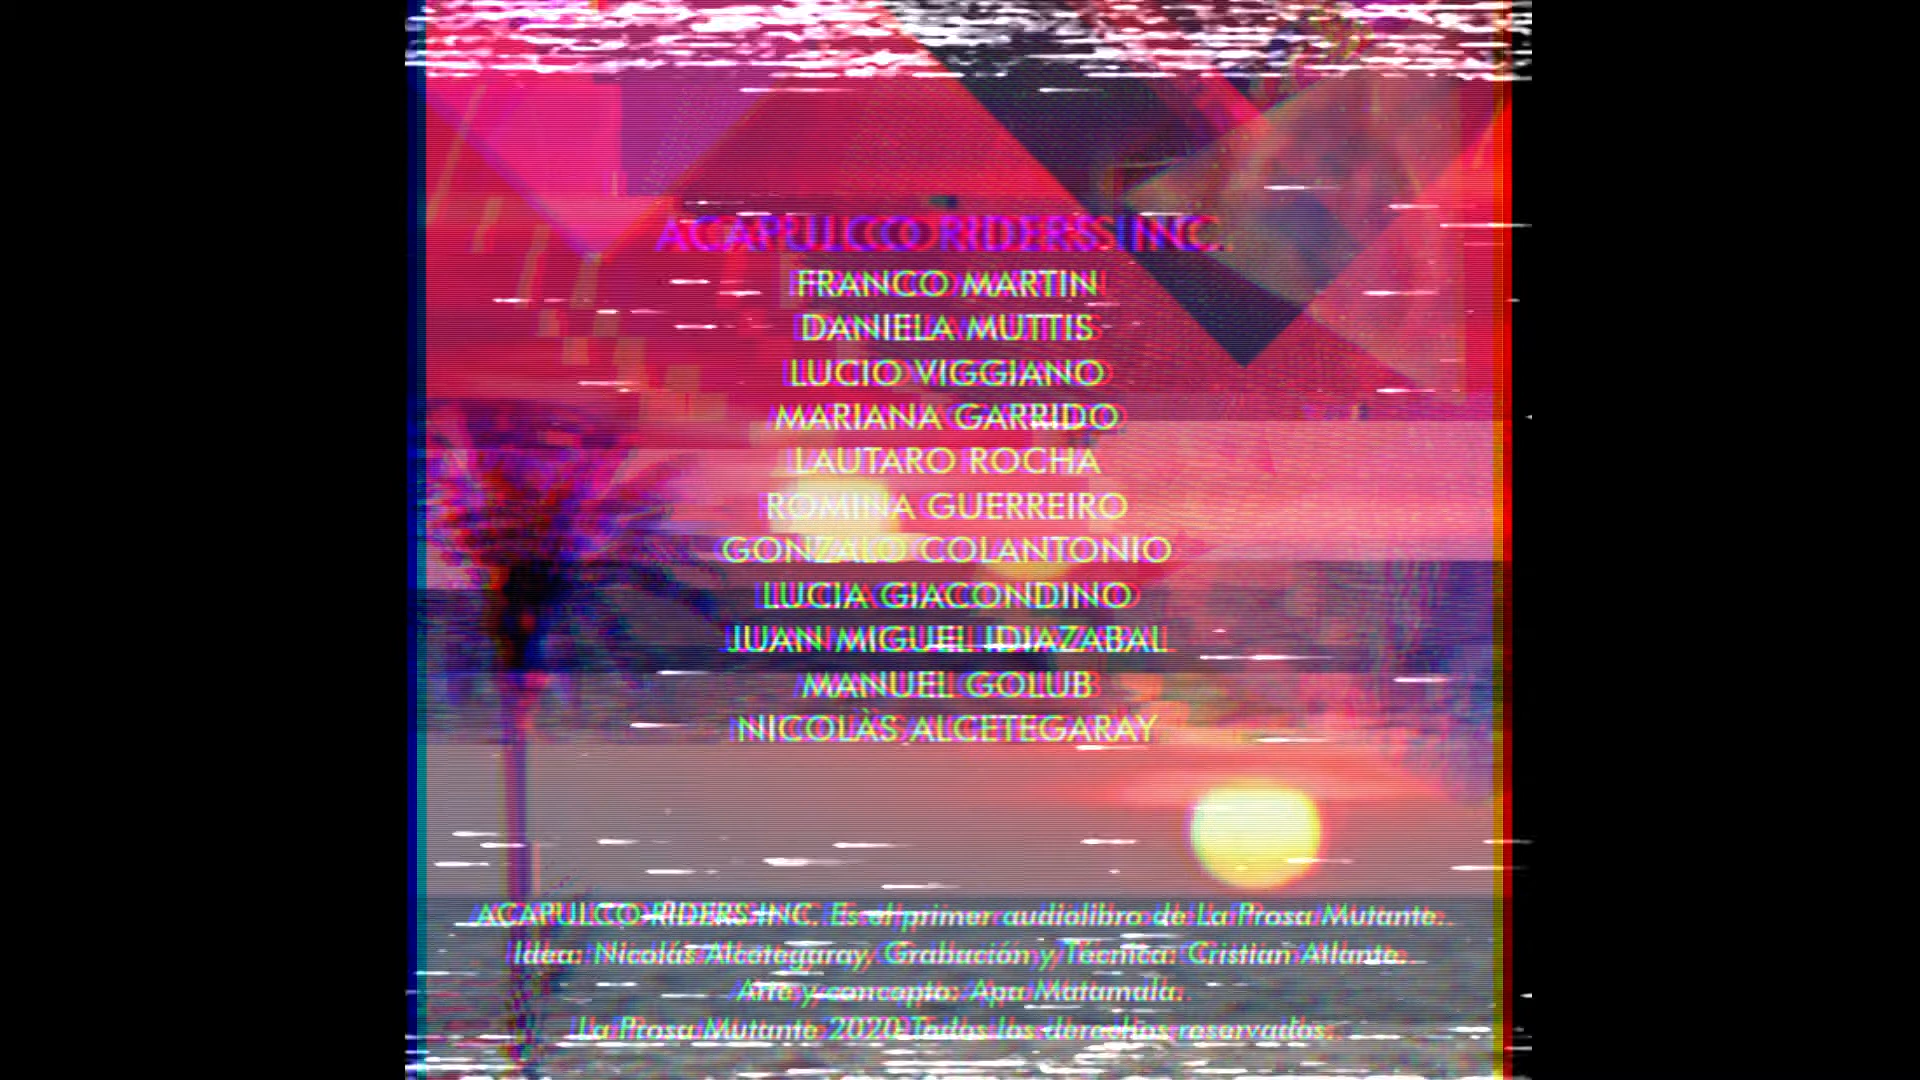 ACAPULCO RIDERS INC.
FRANCO MARTIN
DANIELA MUTTIS
LUCIO VIGGIANO
MARIANA GARRIDO
LAUTARO ROCHA
ROMINA GUERREIRO
GONZALO COLANTONIO
LUCIA GIACONDINO
JUAN MIGUEL IDIAZABAL
MANUEL GOLUB
NICOLÀS ALCETEGARAY
ACAPULCO RIDERS INC. Es el primer audiolibro de La Prosa Mutante.
Idea: Nicolás Alcetegaray, Grabación y Técnica: Cristian Atlante.
Arte y concepto: Apa Matamala.
La Prosa Mutante 2020 Todos los derechos reservados.